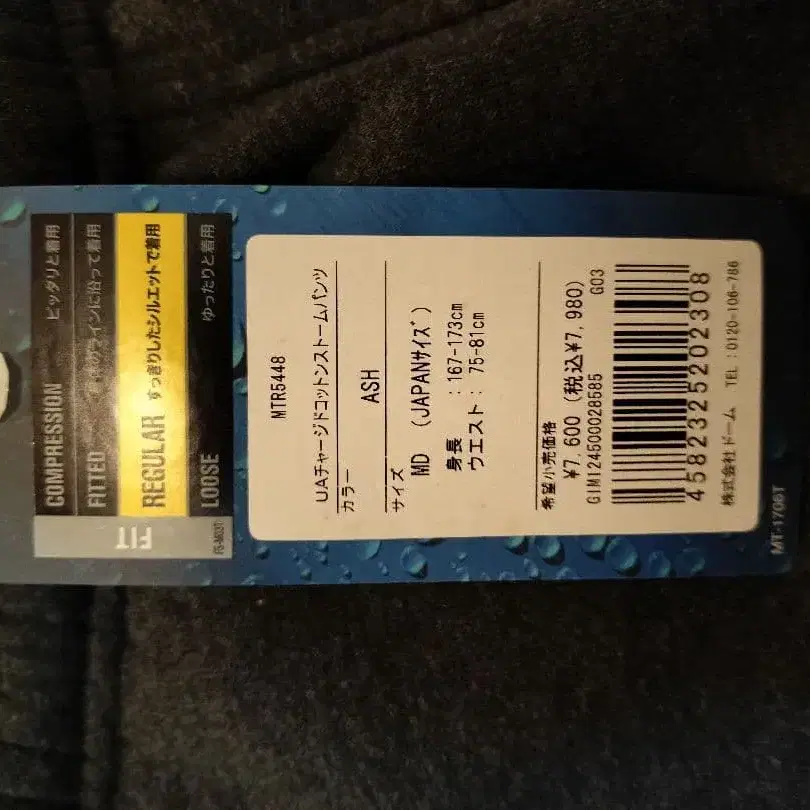 COMPRESSION ピッタリと着用
FITTED のラインに沿って着用
REGULAR すっきりしたシルエットで着用
LOOSE ゆったりと着用
FIT
MTR5448
UAチャージドコットンストームパンツ
カラー
ASH
サイズ
MD (JAPANサイズ)
身長 :167-173cm
ウエスト: 75-81cm
希望小売価格
¥7,600 (税込¥7,980)
GIM124500028585 G03
4582325202308
株式会社ドーム TEL:0120-106-786
MT-1706T